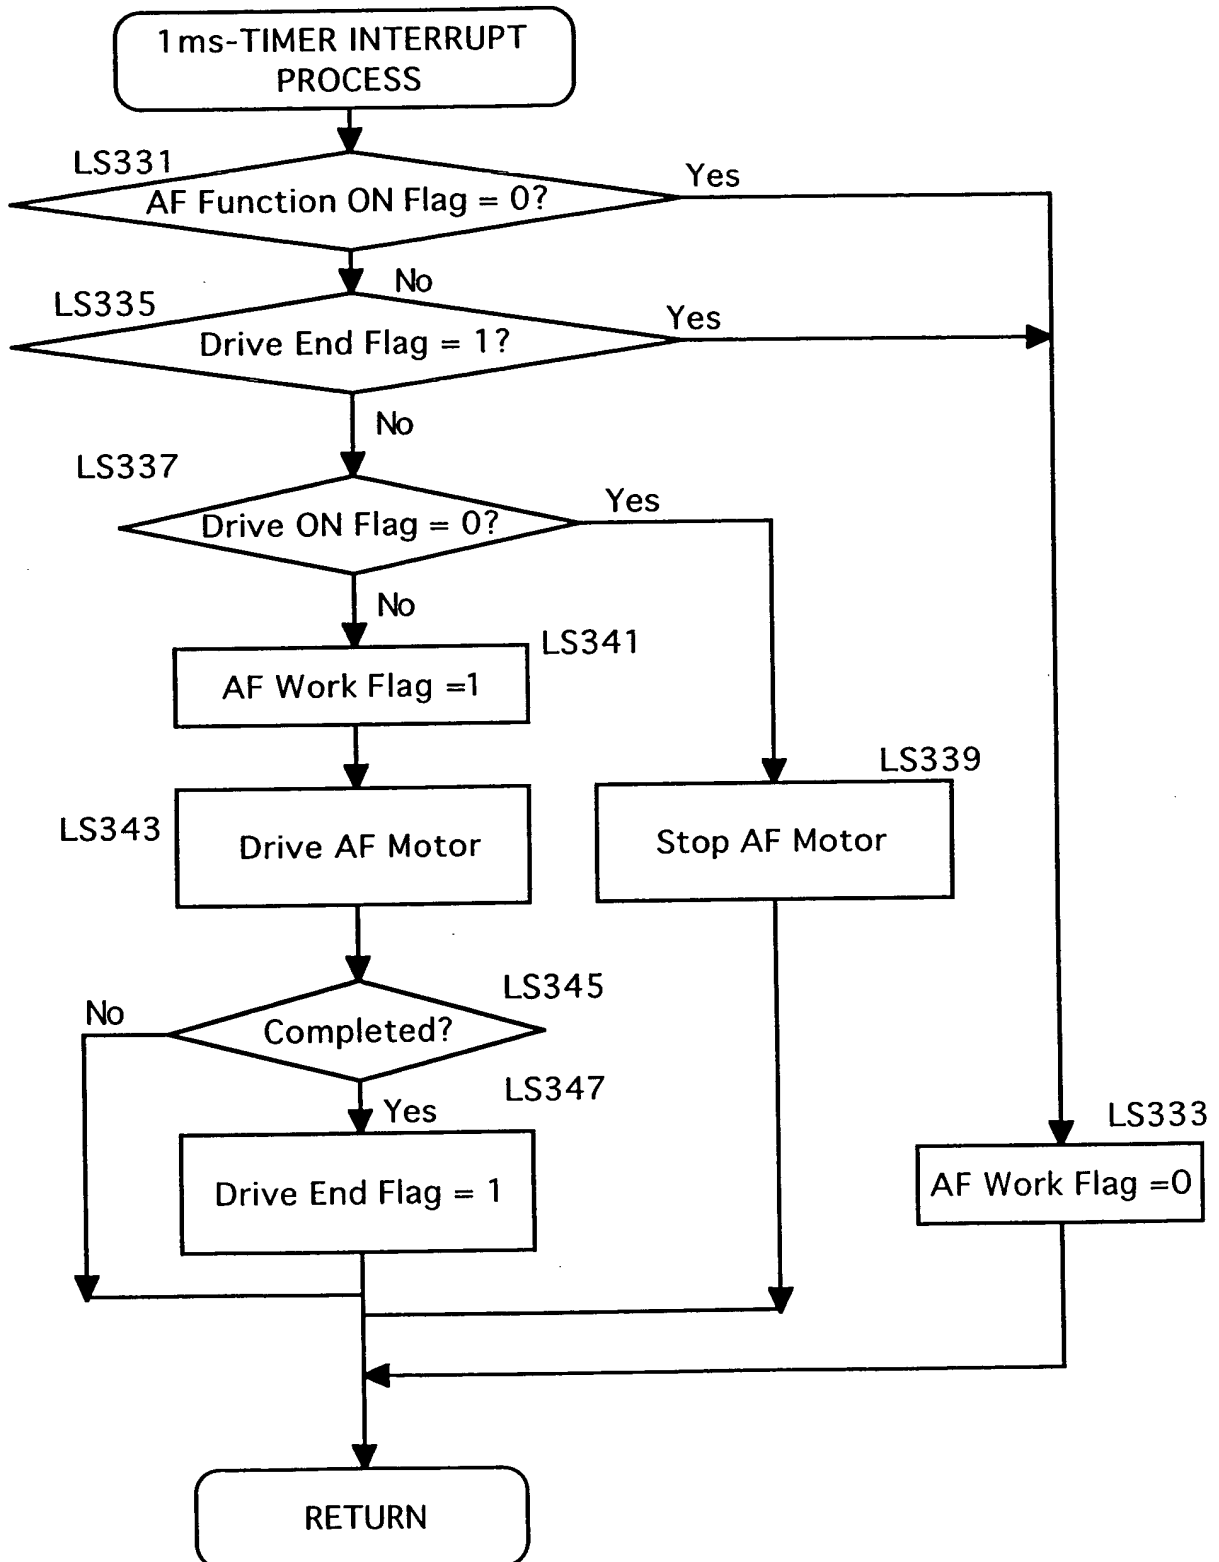 1ms-TIMER INTERRUPT
PROCESS
LS331
AF Function ON Flag = 0?
Yes
No
LS335
Drive End Flag = 1?
Yes
No
LS337
Drive ON Flag = 0?
Yes
No
LS341
AF Work Flag =1
LS339
LS343
Drive AF Motor
Stop AF Motor
LS345
No
Completed?
LS347
Yes
LS333
Drive End Flag = 1
AF Work Flag =0
RETURN